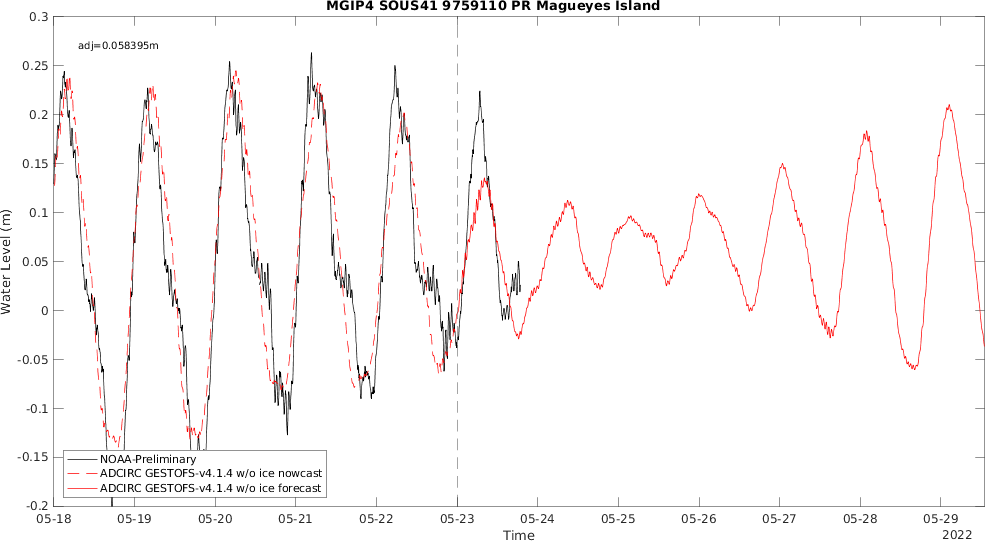 MGIP4 SOUS41 9759110 PR Magueyes Island
adj=0.058395m
Water Level (m)
0.3
0.25
0.2
0.15
0.1
0.05
0
-0.05
-0.1
-0.15
-0.2
NOAA-Preliminary
ADCIRC GESTOFS-v4.1.4 w/o ice nowcast
ADCIRC GESTOFS-v4.1.4 w/o ice forecast
05-18 05-19 05-20 05-21 05-22 05-23 05-24 05-25 05-26 05-27 05-28 05-29
Time
2022